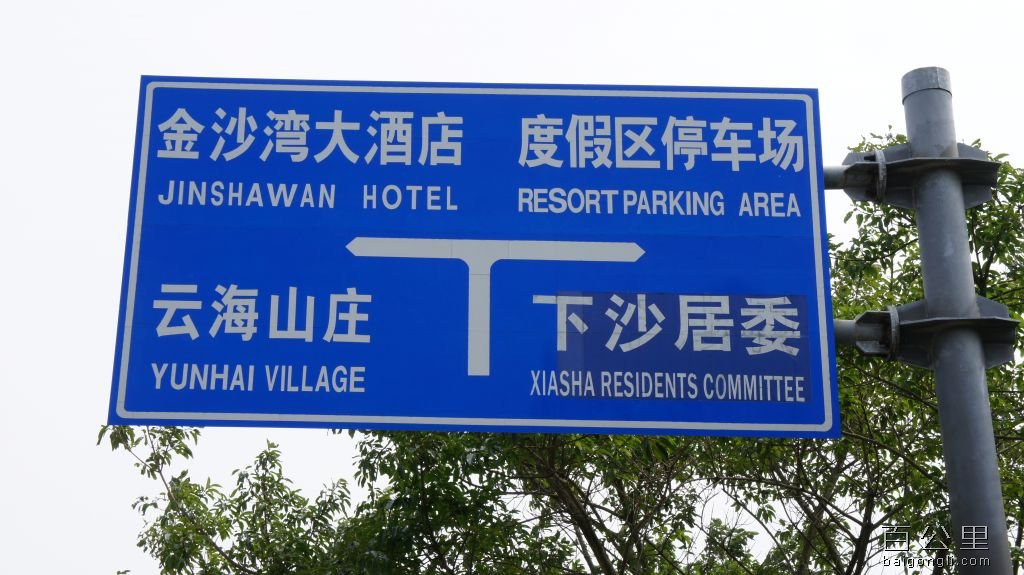 金沙湾大酒店
JINSHAWAN HOTEL
度假区停车场
RESORT PARKING AREA
云海山庄
YUNHAI VILLAGE
下沙居委
XIASHA RESIDENTS COMMITTEE
百公里
baigongli.com